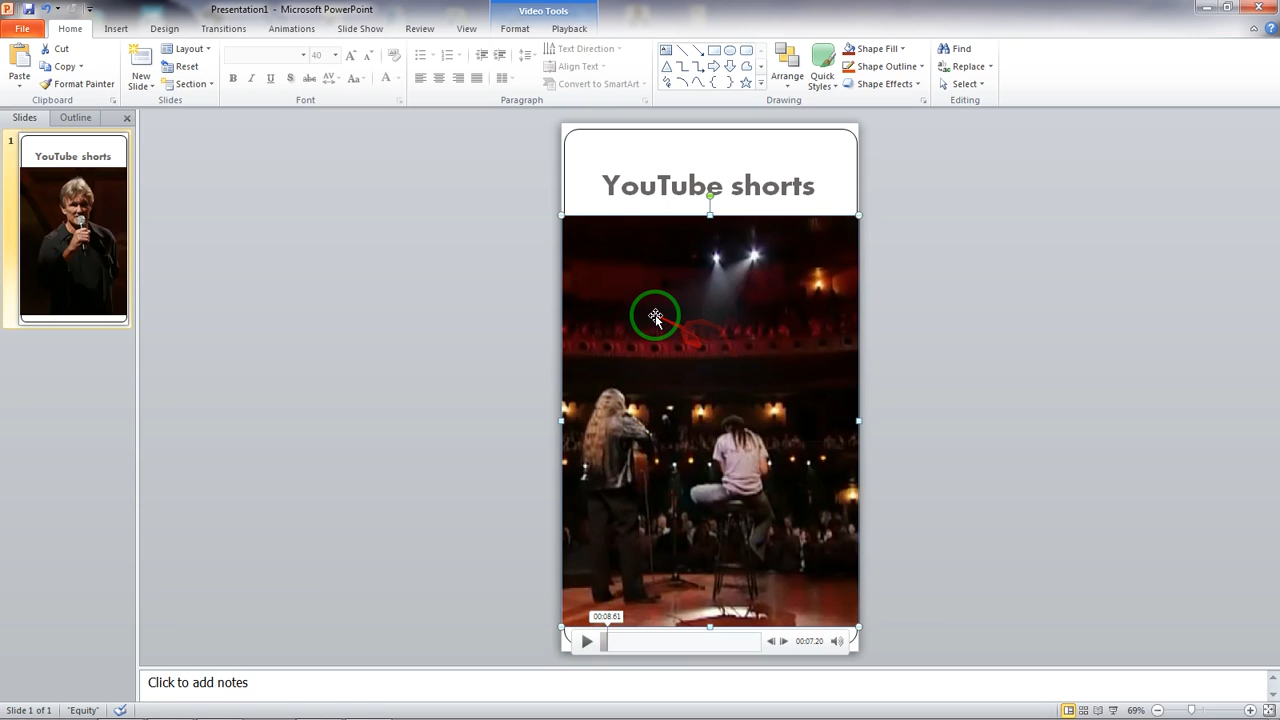 Presentation1 - Microsoft PowerPoint
Video Tools
File
Home
Insert
Design
Transitions
Animations
Slide Show
Review
View
Format
Playback
Paste
Cut
Copy
Format Painter
Clipboard
New Slide
Layout
Reset
Section
Slides
40
B I U S abc AV Aa A
Font
Text Direction
Align Text
Convert to SmartArt
Paragraph
Arrange
Quick Styles
Shape Fill
Shape Outline
Shape Effects
Drawing
Find
Replace
Select
Editing
Slides
Outline
1
YouTube shorts
YouTube shorts
00:08.61
00:07.20
Click to add notes
Slide 1 of 1
"Equity"
69%